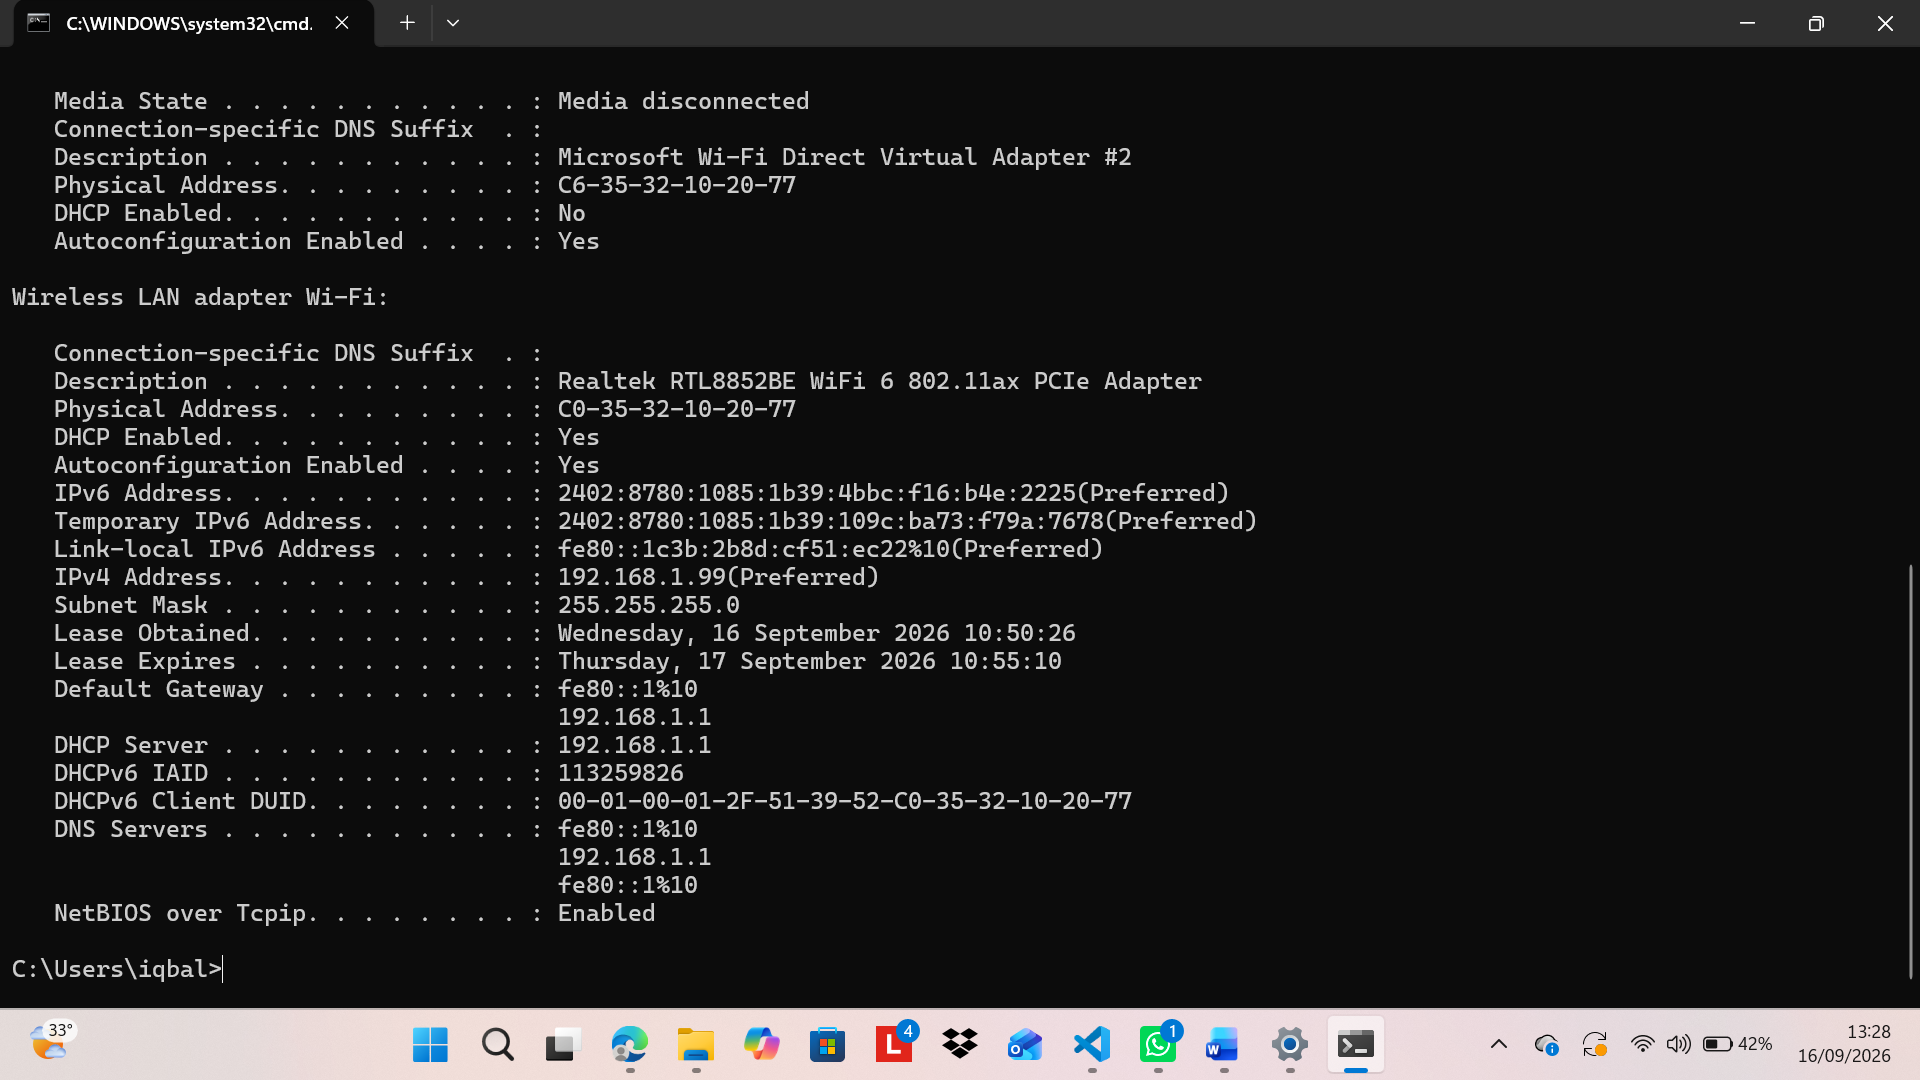 C:\WINDOWS\system32\cmd.
Media State . . . . . . . . . . . : Media disconnected
Connection-specific DNS Suffix  . :
Description . . . . . . . . . . . : Microsoft Wi-Fi Direct Virtual Adapter #2
Physical Address. . . . . . . . . : C6-35-32-10-20-77
DHCP Enabled. . . . . . . . . . . : No
Autoconfiguration Enabled . . . . : Yes
Wireless LAN adapter Wi-Fi:
Connection-specific DNS Suffix  . :
Description . . . . . . . . . . . : Realtek RTL8852BE WiFi 6 802.11ax PCIe Adapter
Physical Address. . . . . . . . . : C0-35-32-10-20-77
DHCP Enabled. . . . . . . . . . . : Yes
Autoconfiguration Enabled . . . . : Yes
IPv6 Address. . . . . . . . . . . : 2402:8780:1085:1b39:4bbc:f16:b4e:2225(Preferred)
Temporary IPv6 Address. . . . . . : 2402:8780:1085:1b39:109c:ba73:f79a:7678(Preferred)
Link-local IPv6 Address . . . . . : fe80::1c3b:2b8d:cf51:ec22%10(Preferred)
IPv4 Address. . . . . . . . . . . : 192.168.1.99(Preferred)
Subnet Mask . . . . . . . . . . . : 255.255.255.0
Lease Obtained. . . . . . . . . . : Wednesday, 16 September 2026 10:50:26
Lease Expires . . . . . . . . . . : Thursday, 17 September 2026 10:55:10
Default Gateway . . . . . . . . . : fe80::1%10
192.168.1.1
DHCP Server . . . . . . . . . . . : 192.168.1.1
DHCPv6 IAID . . . . . . . . . . . : 113259826
DHCPv6 Client DUID. . . . . . . . : 00-01-00-01-2F-51-39-52-C0-35-32-10-20-77
DNS Servers . . . . . . . . . . . : fe80::1%10
192.168.1.1
fe80::1%10
NetBIOS over Tcpip. . . . . . . . : Enabled
C:\Users\iqbal>
33°
4
1
42%
13:28
16/09/2026